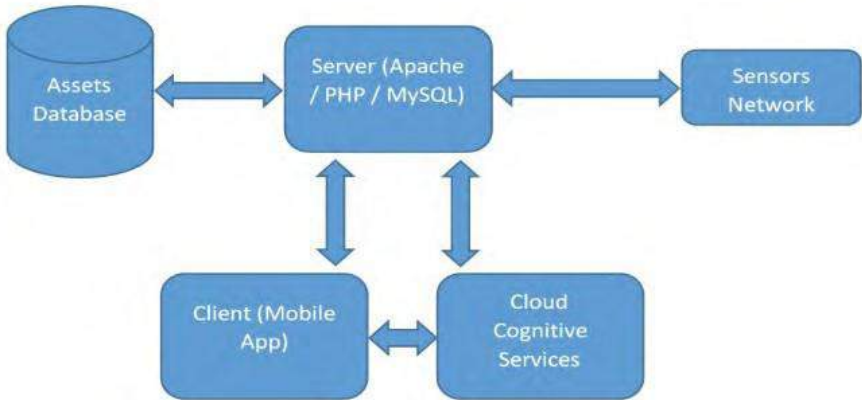 Assets
Database
Server (Apache
/ PHP / MySQL)
Sensors
Network
Client (Mobile
App)
Cloud
Cognitive
Services